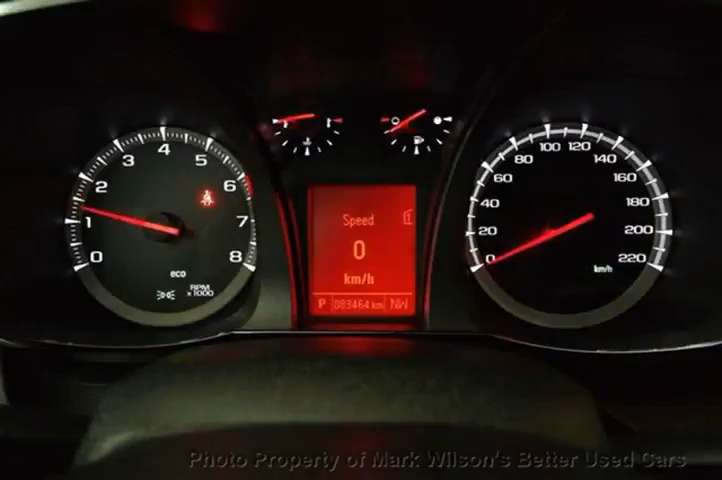 0
1
2
3
4
5
6
7
8
eco
RPM
x1000
Speed
1
0
km/h
P 083464 km NW
0
20
40
60
80
100
120
140
160
180
200
220
km/h
Photo Property of Mark Wilson's Better Used Cars